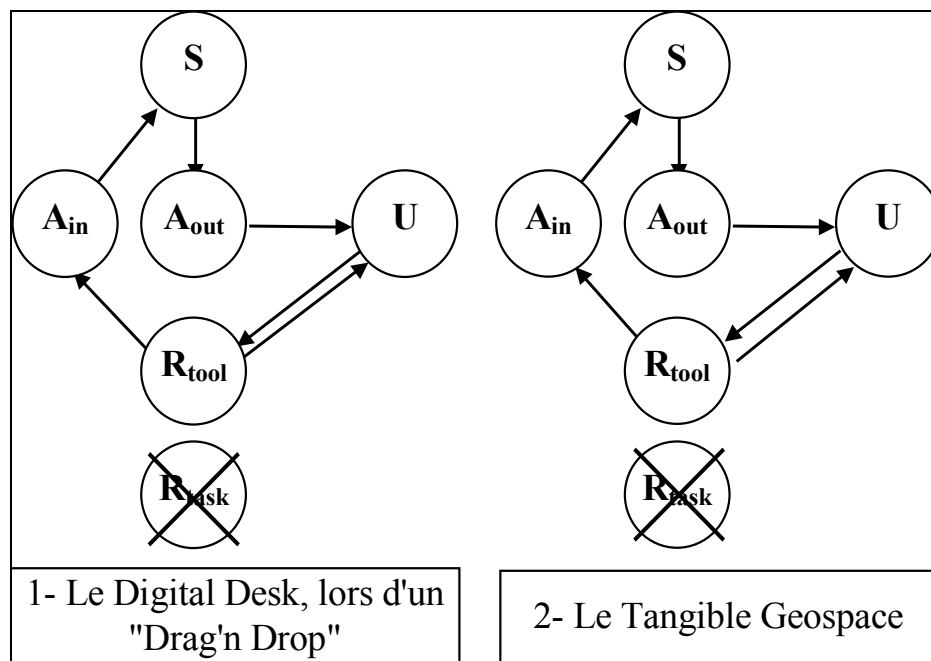 S
A_in
A_out
U
R_tool
R_task
1- Le Digital Desk, lors d'un
"Drag'n Drop"
S
A_in
A_out
U
R_tool
R_task
2- Le Tangible Geospace